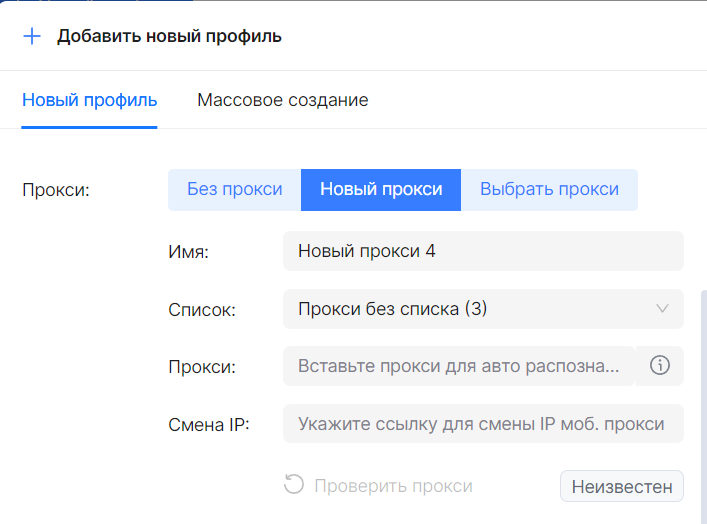 Добавить новый профиль
Новый профиль Массовое создание
Прокси: Без прокси Новый прокси Выбрать прокси
Имя: Новый прокси 4
Список: Прокси без списка (3)
Прокси: Вставьте прокси для авто распозна...
Смена IP: Укажите ссылку для смены IP моб. прокси
Проверить прокси Неизвестен